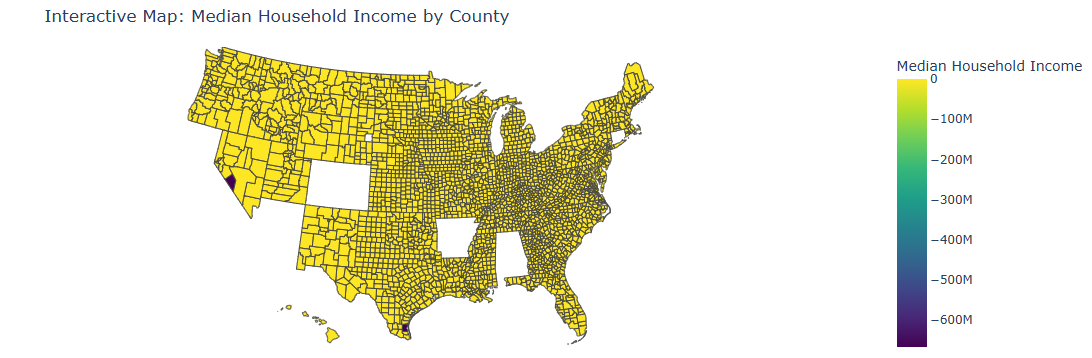 Interactive Map: Median Household Income by County
Median Household Income
0
−100M
−200M
−300M
−400M
−500M
−600M